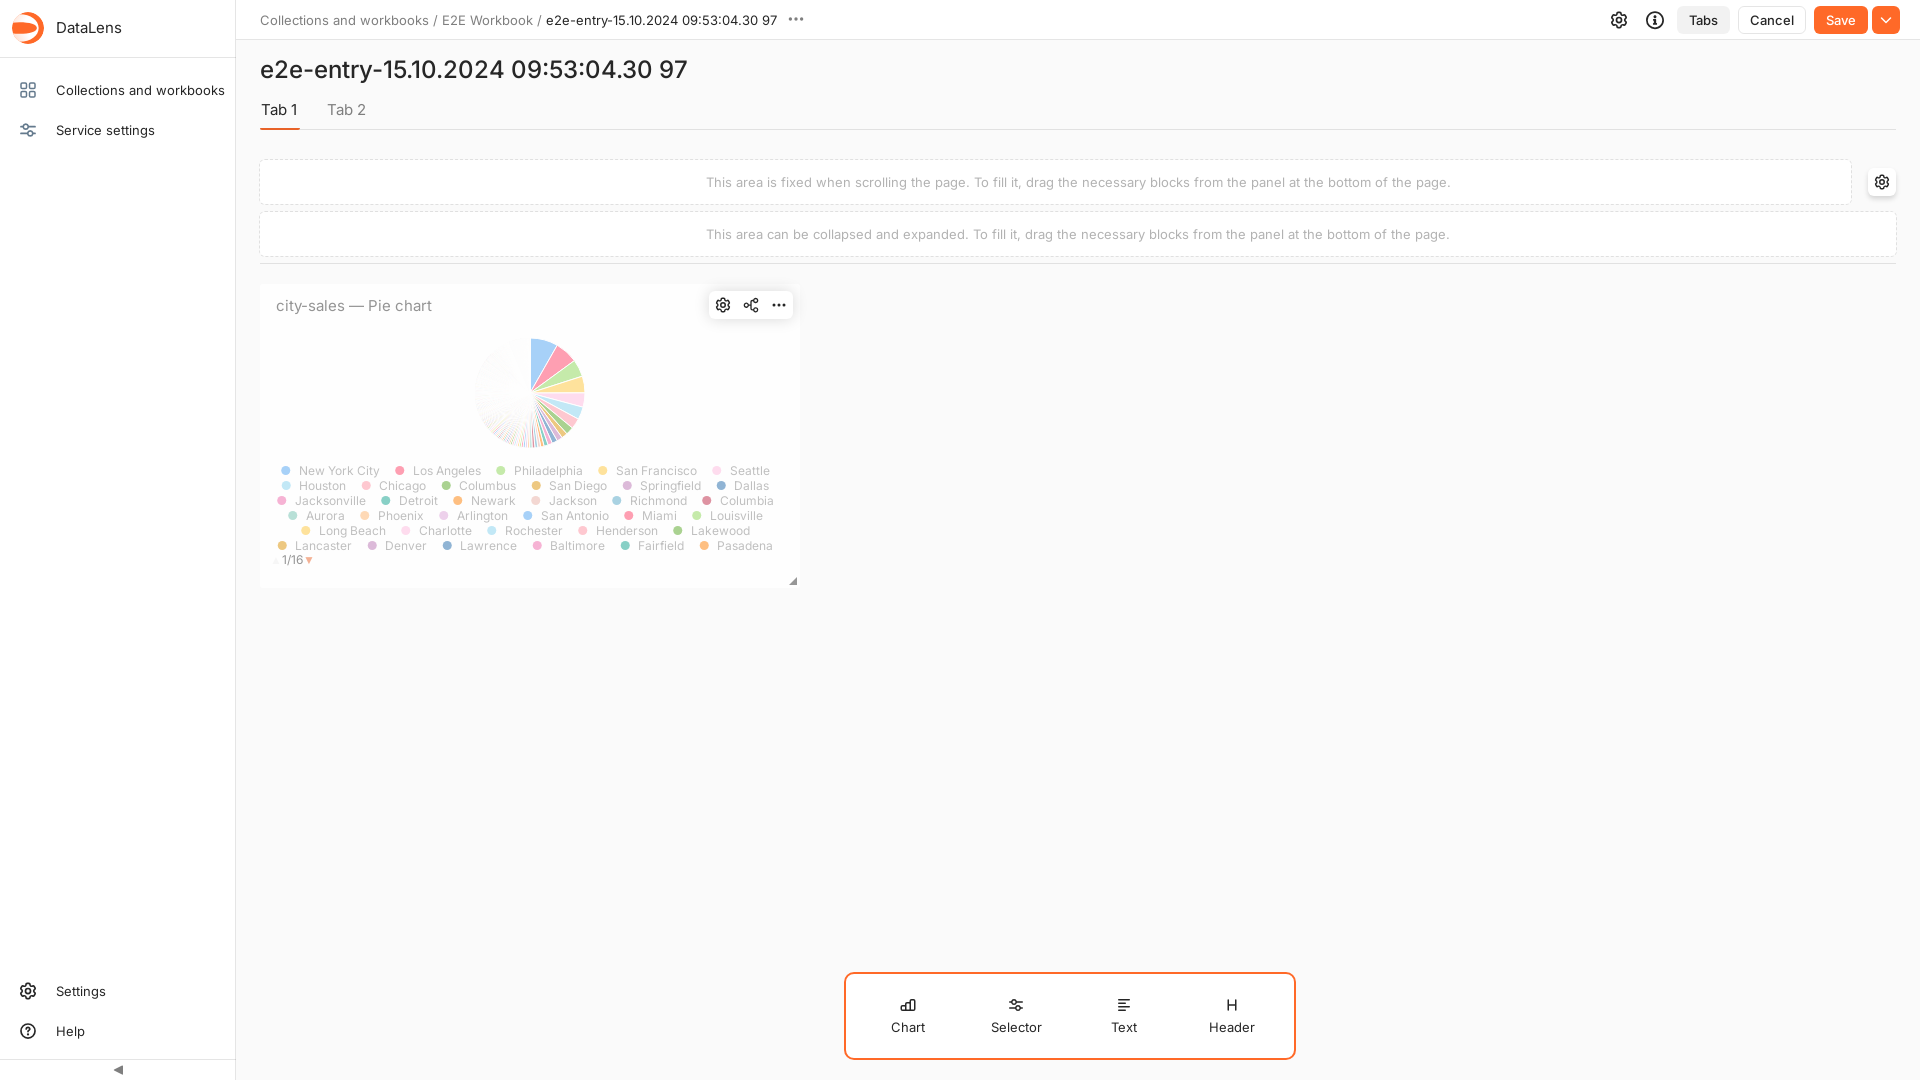 DataLens
Collections and workbooks
Service settings
Settings
Help
Collections and workbooks / E2E Workbook / e2e-entry-15.10.2024 09:53:04.30 97
Tabs
Cancel
Save
e2e-entry-15.10.2024 09:53:04.30 97
Tab 1
Tab 2
This area is fixed when scrolling the page. To fill it, drag the necessary blocks from the panel at the bottom of the page.
This area can be collapsed and expanded. To fill it, drag the necessary blocks from the panel at the bottom of the page.
city-sales — Pie chart
New York City Los Angeles Philadelphia San Francisco Seattle
Houston Chicago Columbus San Diego Springfield Dallas
Jacksonville Detroit Newark Jackson Richmond Columbia
Aurora Phoenix Arlington San Antonio Miami Louisville
Long Beach Charlotte Rochester Henderson Lakewood
Lancaster Denver Lawrence Baltimore Fairfield Pasadena
1/16
Chart
Selector
Text
Header